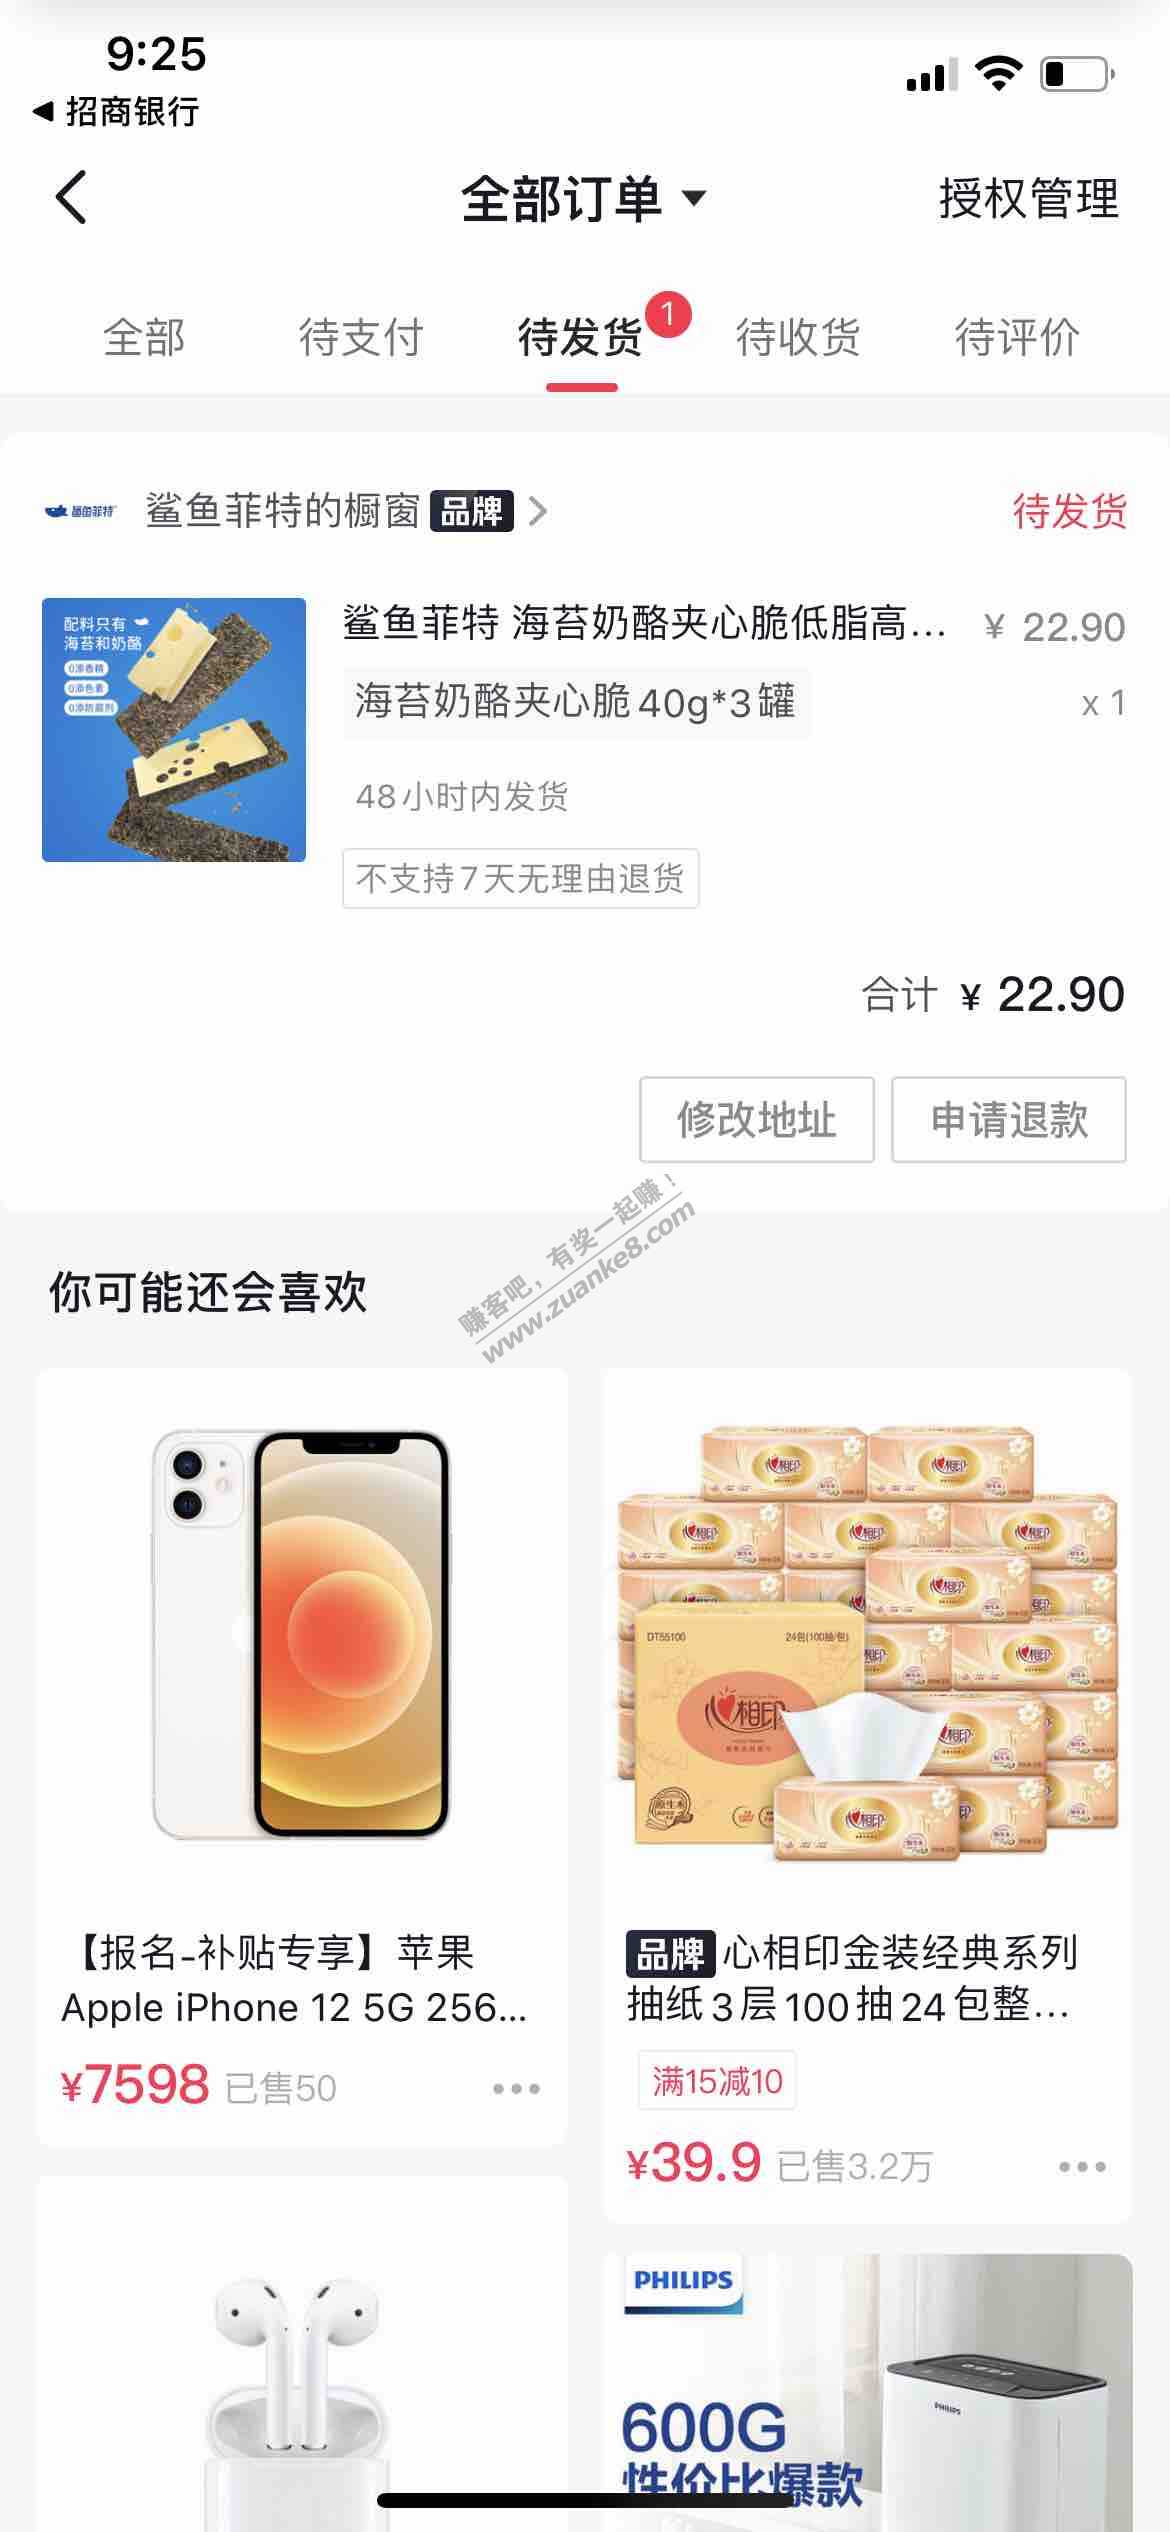 9:25
◀ 招商银行
全部订单
授权管理
全部
待支付
待发货
1
待收货
待评价
鲨鱼菲特
鲨鱼菲特的橱窗
品牌
待发货
配料只有
海苔和奶酪
0添香精
0添色素
0添防腐剂
鲨鱼菲特 海苔奶酪夹心脆低脂高...
¥ 22.90
海苔奶酪夹心脆40g*3罐
x 1
48小时内发货
不支持7天无理由退货
合计 ¥ 22.90
修改地址
申请退款
赚客吧，有奖一起赚！
www.zuanke8.com
你可能还会喜欢
心相印
DT55100
24包(100抽/包)
心相印
【报名-补贴专享】苹果
Apple iPhone 12 5G 256...
¥7598 已售50
品牌 心相印金装经典系列
抽纸3层100抽24包整...
满15减10
¥39.9 已售3.2万
PHILIPS
PHILIPS
600G
性价比爆款